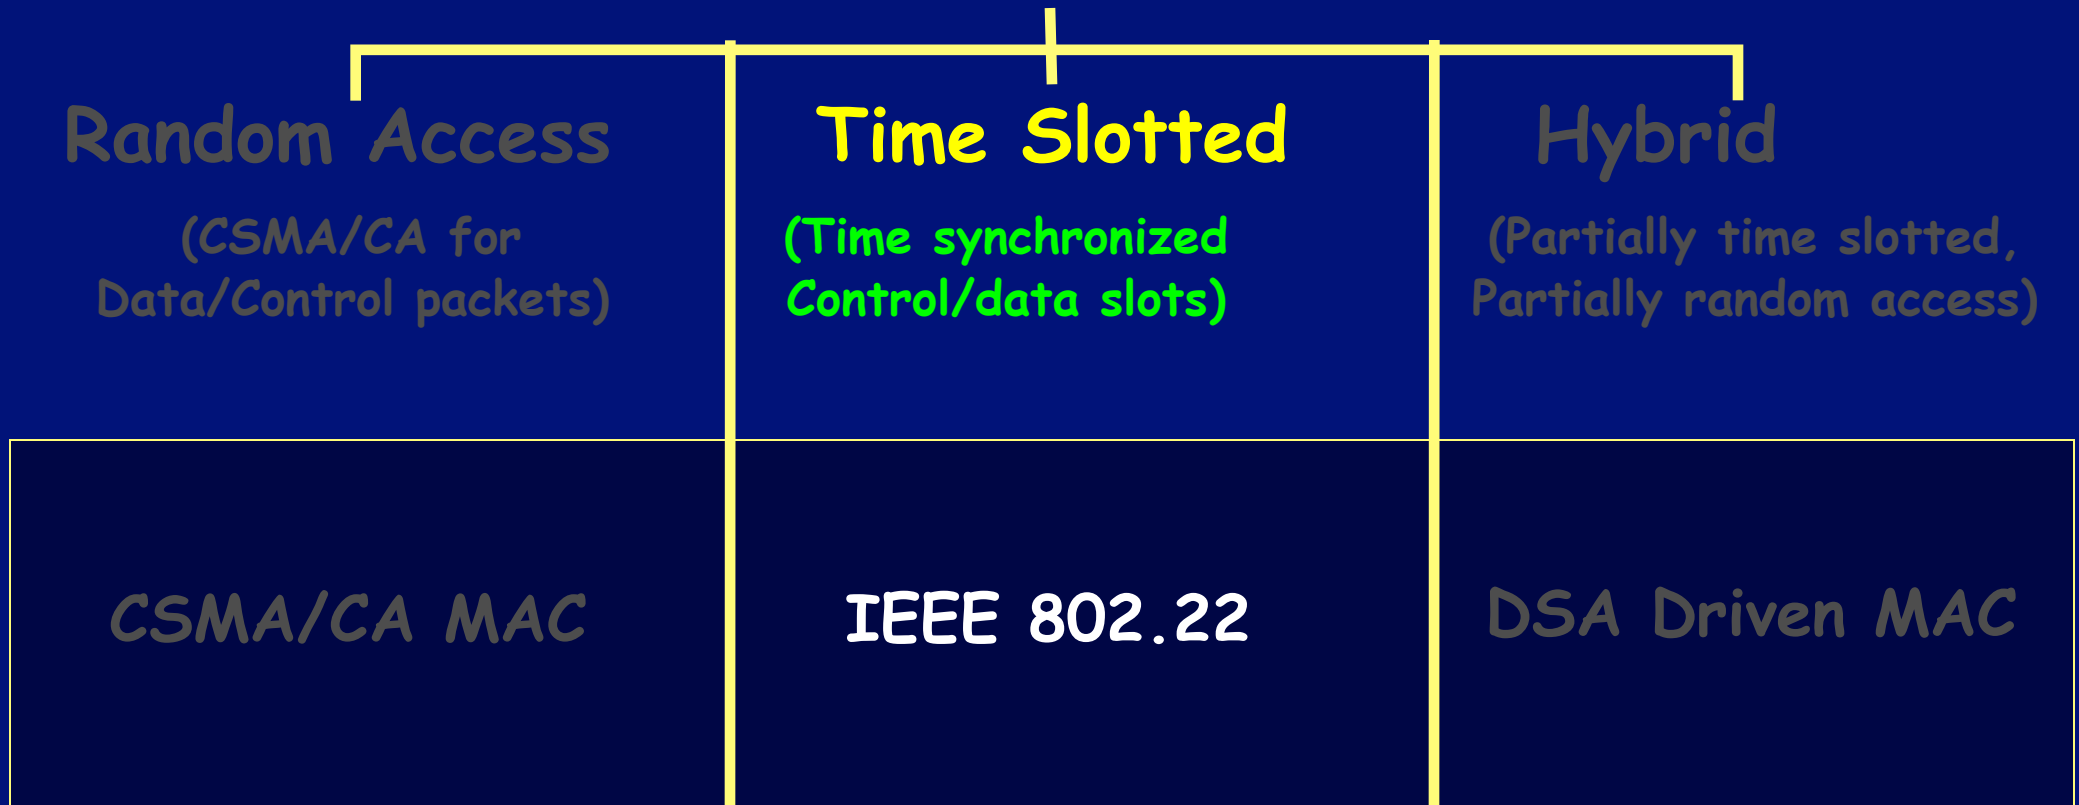 Random Access
(CSMA/CA for
Data/Control packets)
Time Slotted
(Time synchronized
Control/data slots)
Hybrid
(Partially time slotted,
Partially random access)
CSMA/CA MAC
IEEE 802.22
DSA Driven MAC